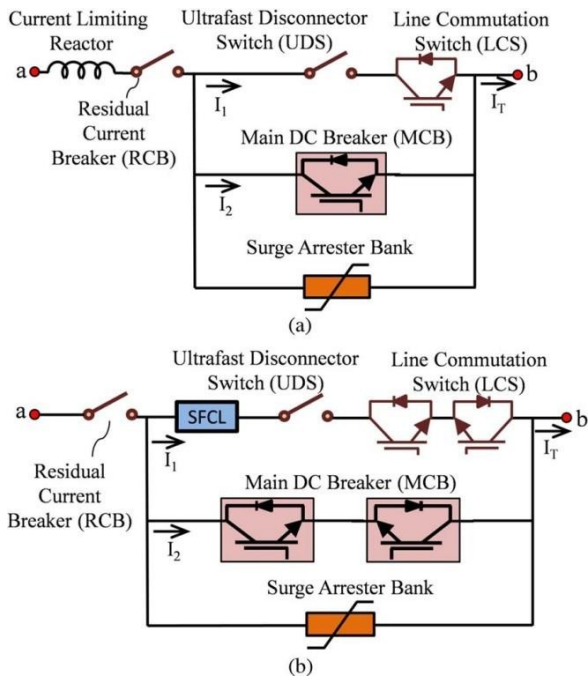 Current Limiting
Reactor
Ultrafast Disconnector
Switch (UDS)
Line Commutation
Switch (LCS)
a
b
Residual
Current
Breaker (RCB)
I1
IT
Main DC Breaker (MCB)
I2
Surge Arrester Bank
(a)
Ultrafast Disconnector
Switch (UDS)
Line Commutation
Switch (LCS)
a
SFCL
b
Residual
Current
Breaker (RCB)
I1
IT
Main DC Breaker (MCB)
I2
Surge Arrester Bank
(b)